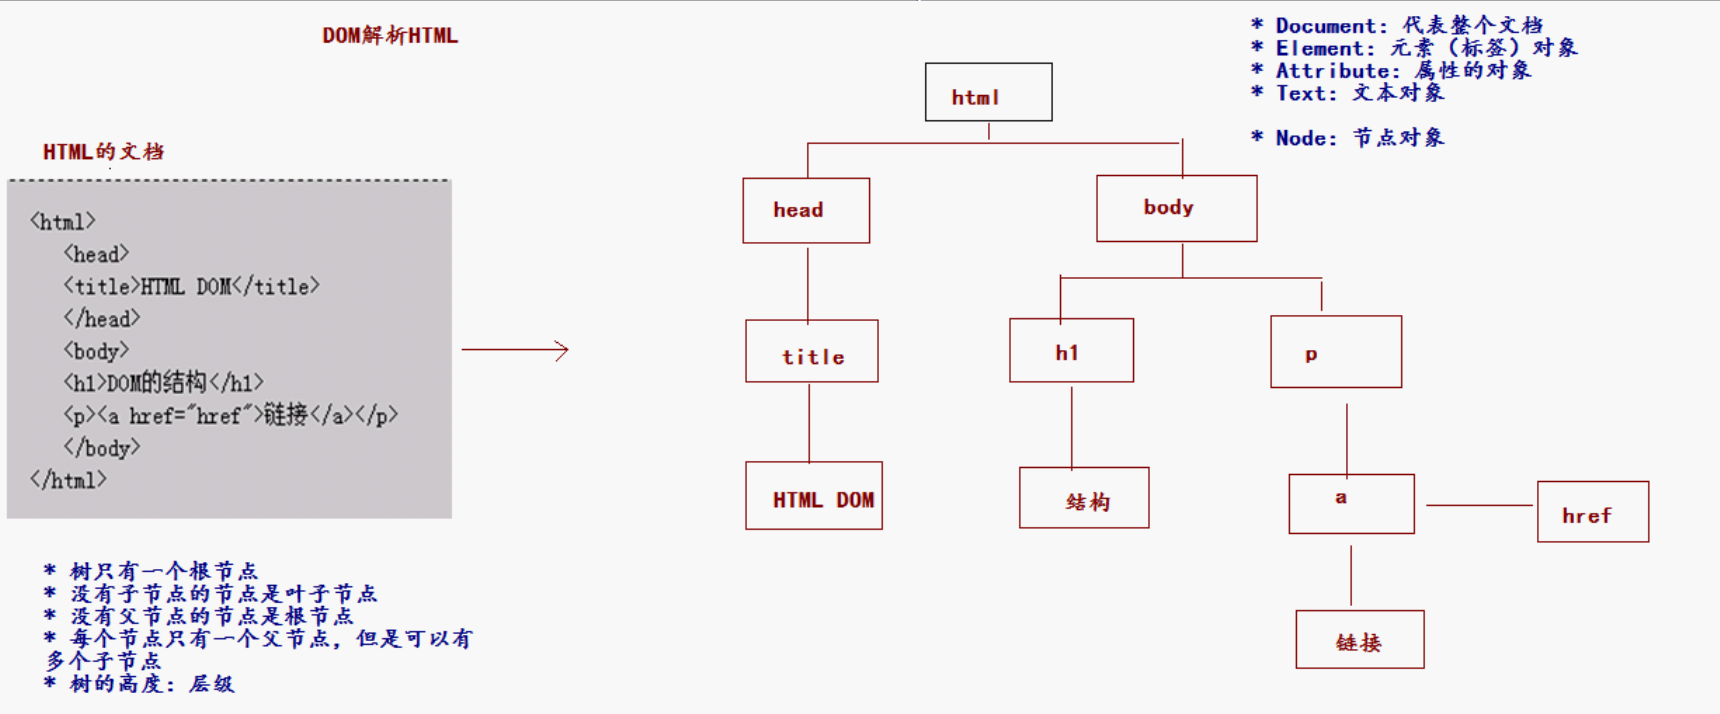 DOM解析HTML
HTML的文档
<html>
<head>
<title>HTML DOM</title>
</head>
<body>
<h1>DOM的结构</h1>
<p><a href="href">链接</a></p>
</body>
</html>
* 树只有一个根节点
* 没有子节点的节点是叶子节点
* 没有父节点的节点是根节点
* 每个节点只有一个父节点，但是可以有
多个子节点
* 树的高度：层级
html
head
body
title
h1
p
HTML DOM
结构
a
href
链接
* Document: 代表整个文档
* Element: 元素（标签）对象
* Attribute: 属性的对象
* Text: 文本对象
* Node: 节点对象